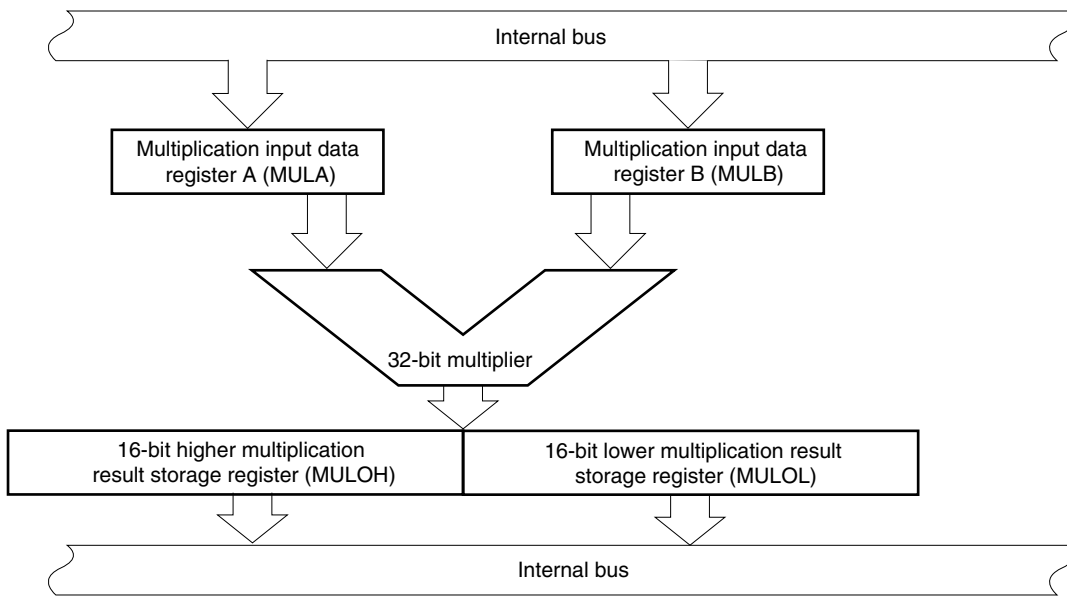 Internal bus
Multiplication input data
register A (MULA)
Multiplication input data
register B (MULB)
32-bit multiplier
16-bit higher multiplication
result storage register (MULOH)
16-bit lower multiplication result
storage register (MULOL)
Internal bus